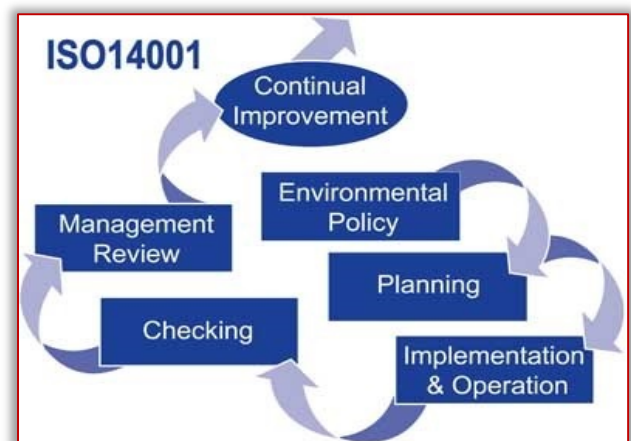 ISO14001
Continual
Improvement
Environmental
Policy
Management
Review
Planning
Checking
Implementation
& Operation